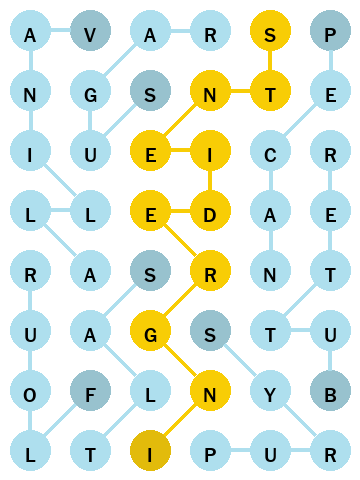 A V A R S P
N G S N T E
I U E I C R
L L E D A E
R A S R N T
U A G S T U
O F L N Y B
L T I P U R